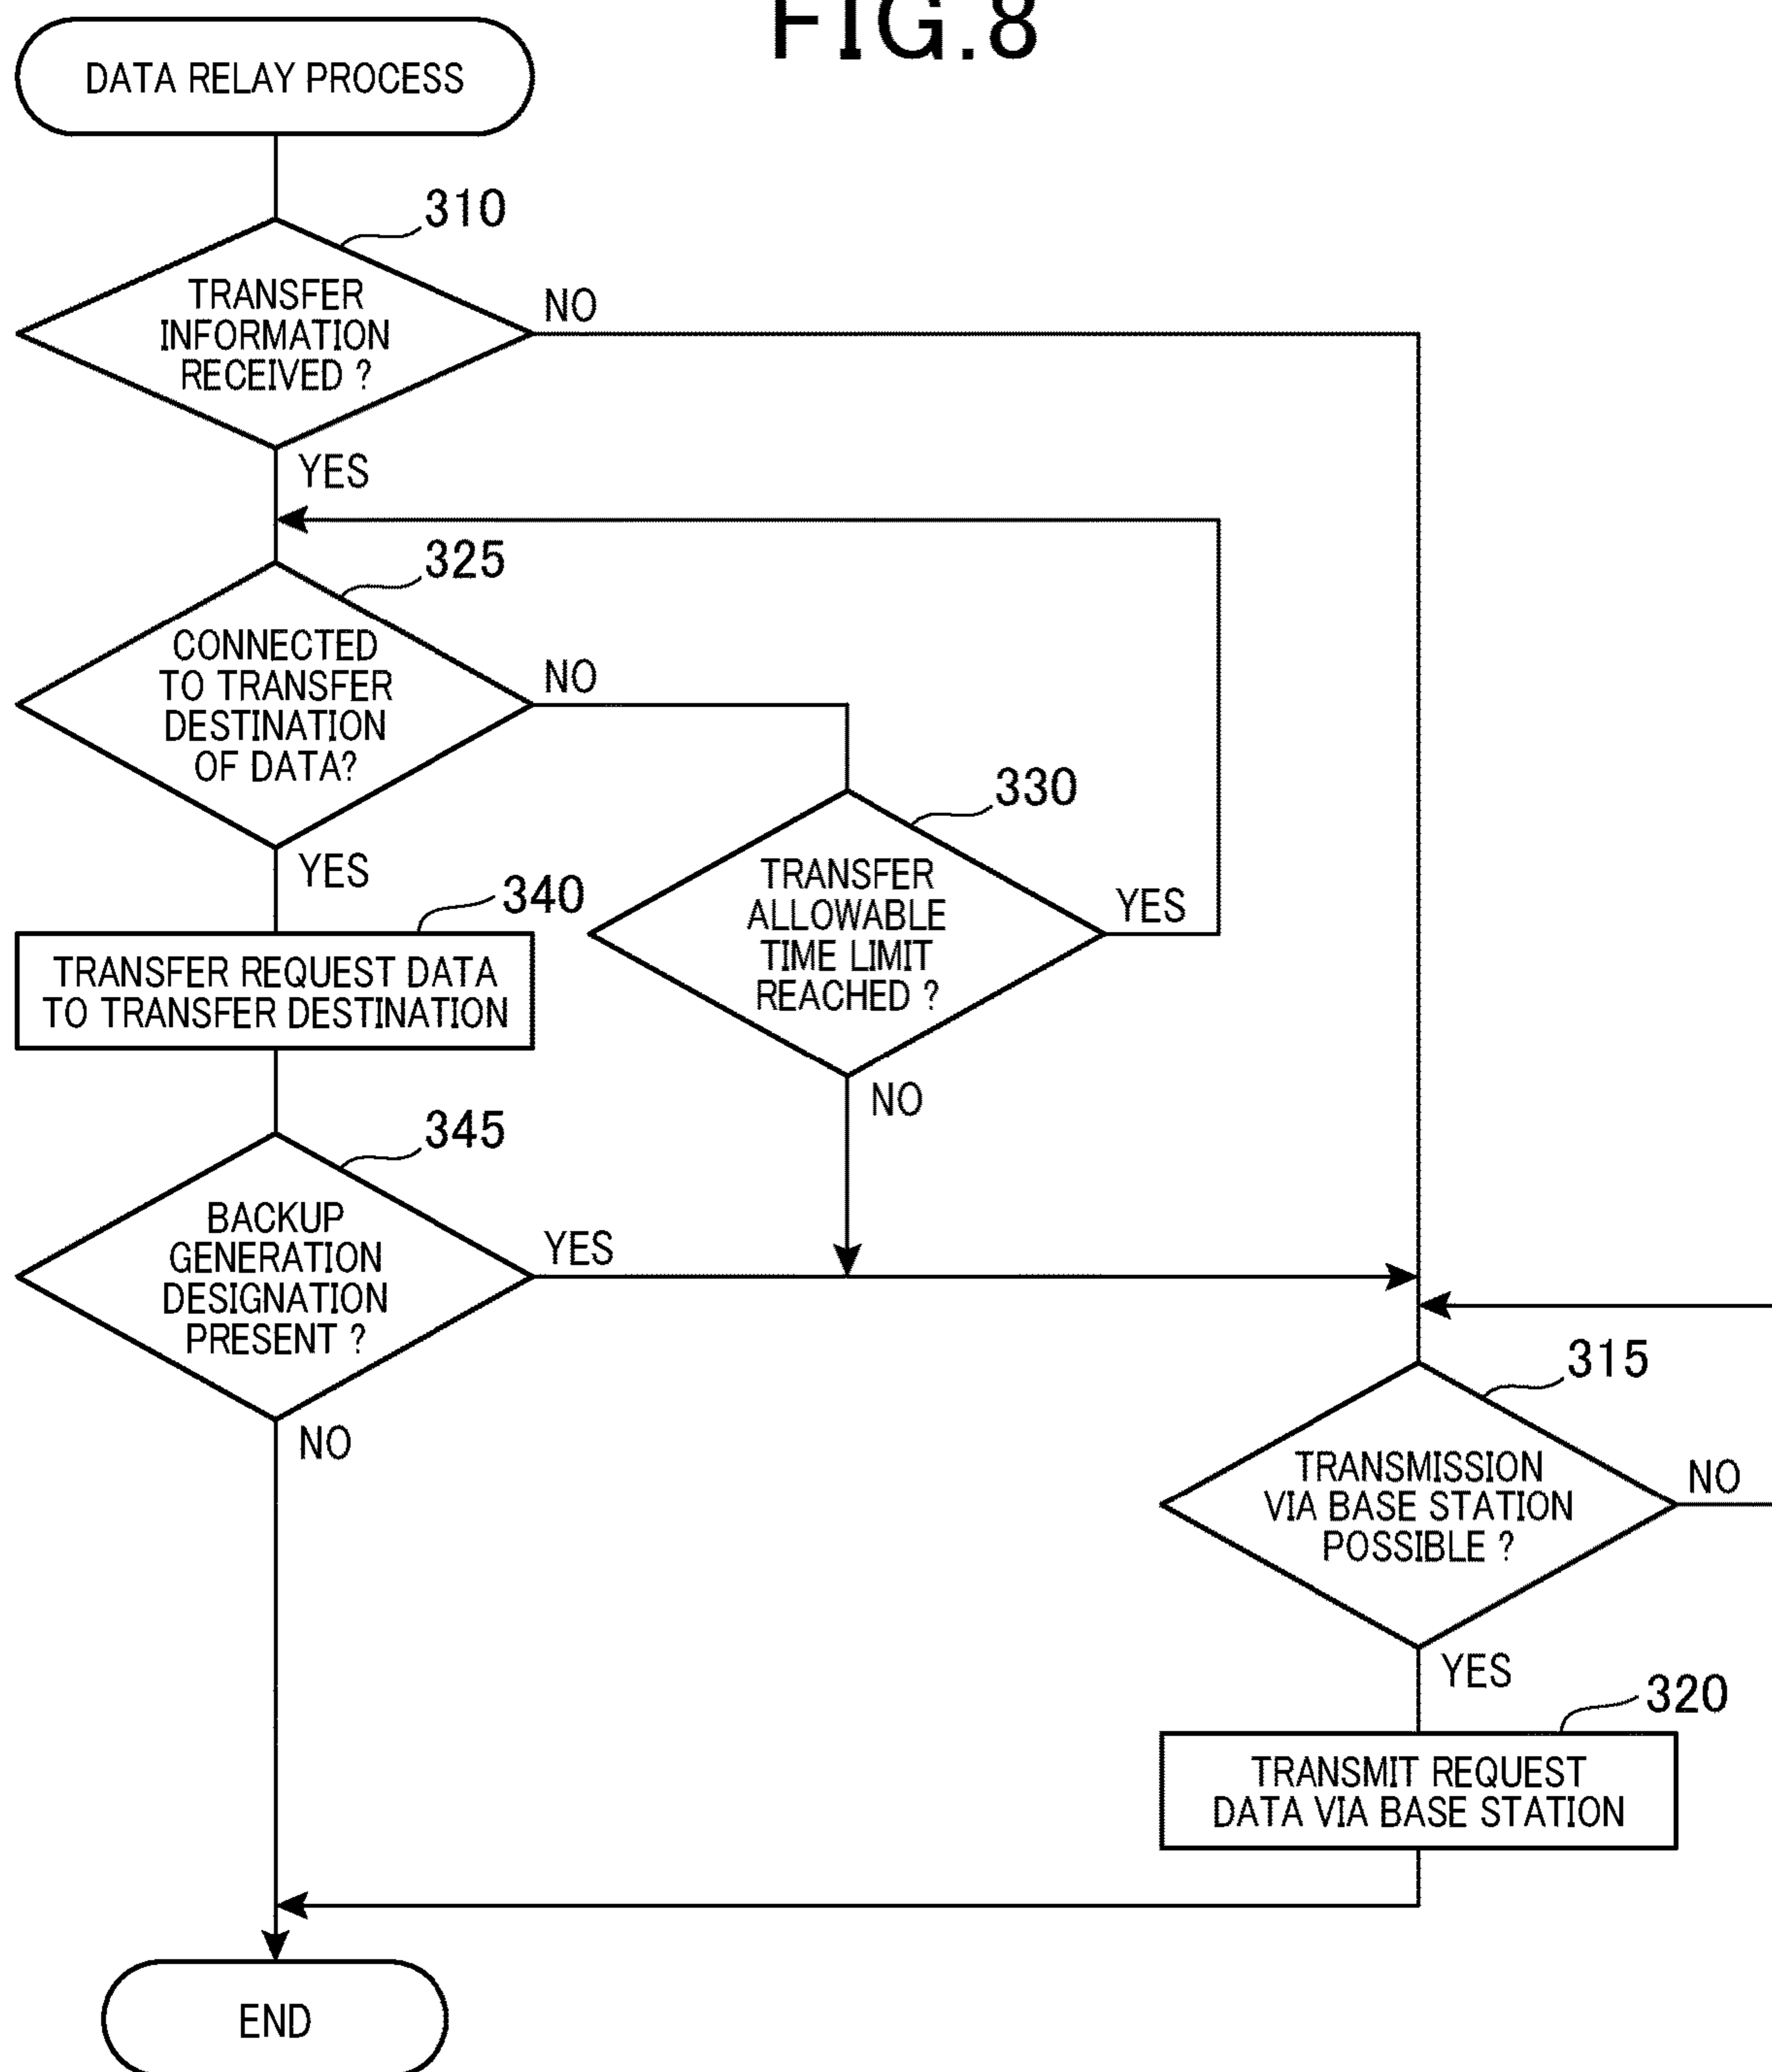 FIG.8
DATA RELAY PROCESS
310
TRANSFER
INFORMATION
RECEIVED ?
NO
YES
325
CONNECTED
TO TRANSFER
DESTINATION
OF DATA?
NO
YES
330
TRANSFER
ALLOWABLE
TIME LIMIT
REACHED ?
YES
NO
340
TRANSFER REQUEST DATA
TO TRANSFER DESTINATION
345
BACKUP
GENERATION
DESIGNATION
PRESENT ?
YES
NO
315
TRANSMISSION
VIA BASE STATION
POSSIBLE ?
NO
YES
320
TRANSMIT REQUEST
DATA VIA BASE STATION
END